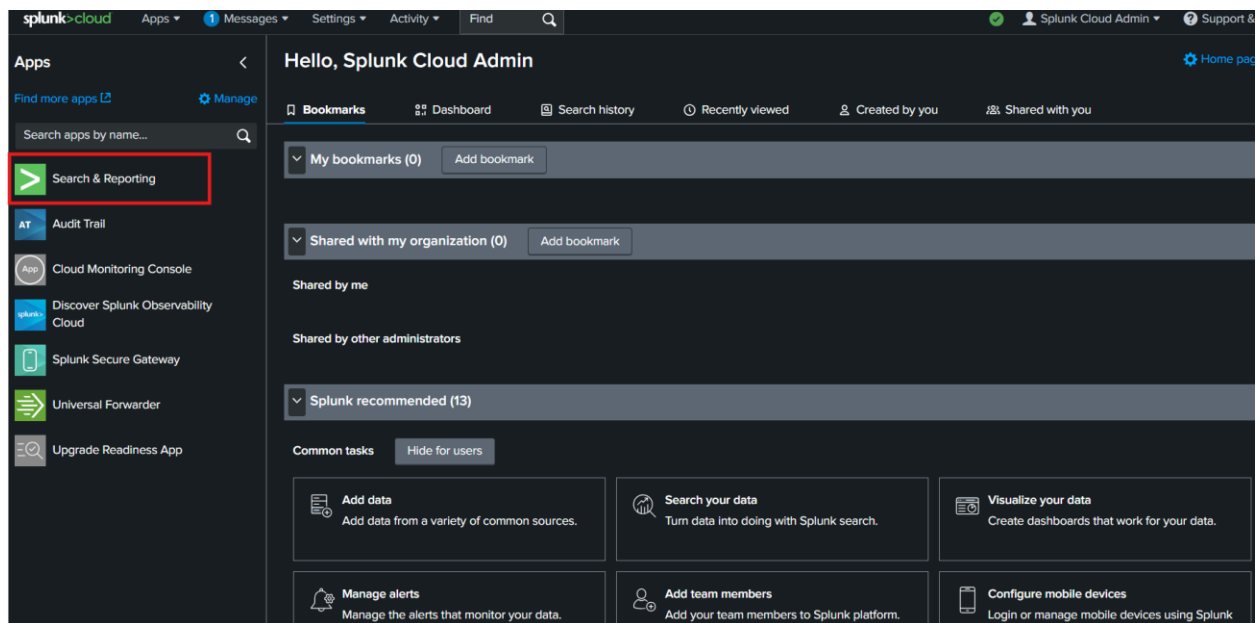 splunk>cloud Apps 1 Messages Settings Activity Find Splunk Cloud Admin ? Support &
Apps
Find more apps Manage
Search apps by name...
Search & Reporting
AT Audit Trail
App Cloud Monitoring Console
splunk> Discover Splunk Observability
Cloud
Splunk Secure Gateway
Universal Forwarder
Upgrade Readiness App
Hello, Splunk Cloud Admin
Home pag
Bookmarks Dashboard Search history Recently viewed Created by you Shared with you
My bookmarks (0) Add bookmark
Shared with my organization (0) Add bookmark
Shared by me
Shared by other administrators
Splunk recommended (13)
Common tasks Hide for users
Add data
Add data from a variety of common sources.
Search your data
Turn data into doing with Splunk search.
Visualize your data
Create dashboards that work for your data.
Manage alerts
Manage the alerts that monitor your data.
Add team members
Add your team members to Splunk platform.
Configure mobile devices
Login or manage mobile devices using Splunk